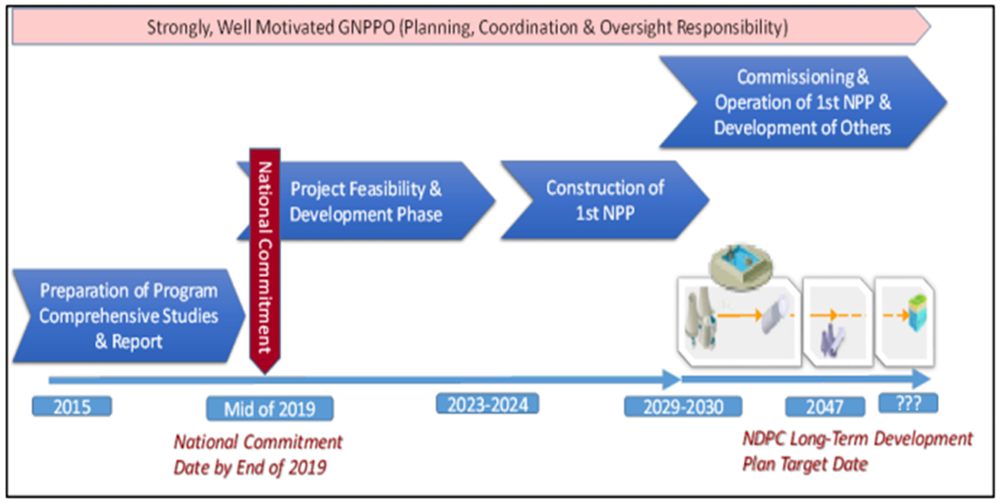 Strongly, Well Motivated GNPPO (Planning, Coordination & Oversight Responsibility)
Commissioning &
Operation of 1st NPP &
Development of Others
National Commitment
Project Feasibility &
Development Phase
Construction of
1st NPP
Preparation of Program
Comprehensive Studies
& Report
2015
Mid of 2019
2023-2024
2029-2030
2047
???
National Commitment
Date by End of 2019
NDPC Long-Term Development
Plan Target Date